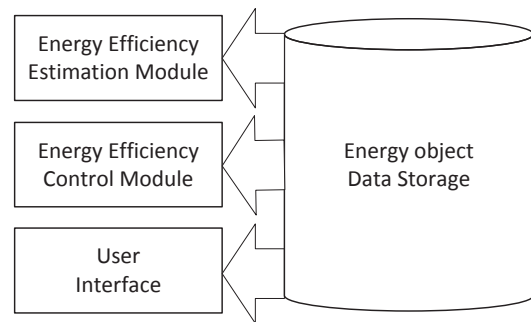 Energy Efficiency
Estimation Module
Energy Efficiency
Control Module
User
Interface
Energy object
Data Storage